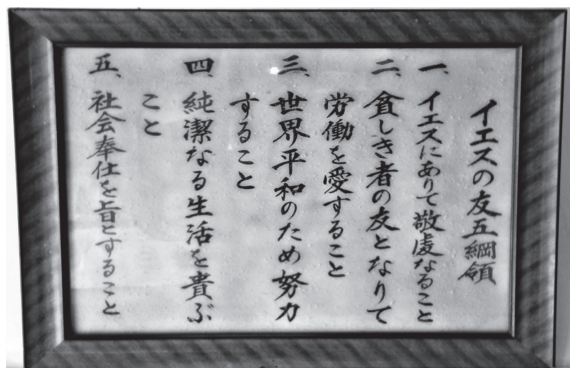 イエスの友五綱領
一、イエスにありて敬虔なること
二、貧しき者の友となりて
労働を愛すること
三、世界平和のため努力
すること
四、純潔なる生活を貴ぶ
こと
五、社会奉仕を旨とすること